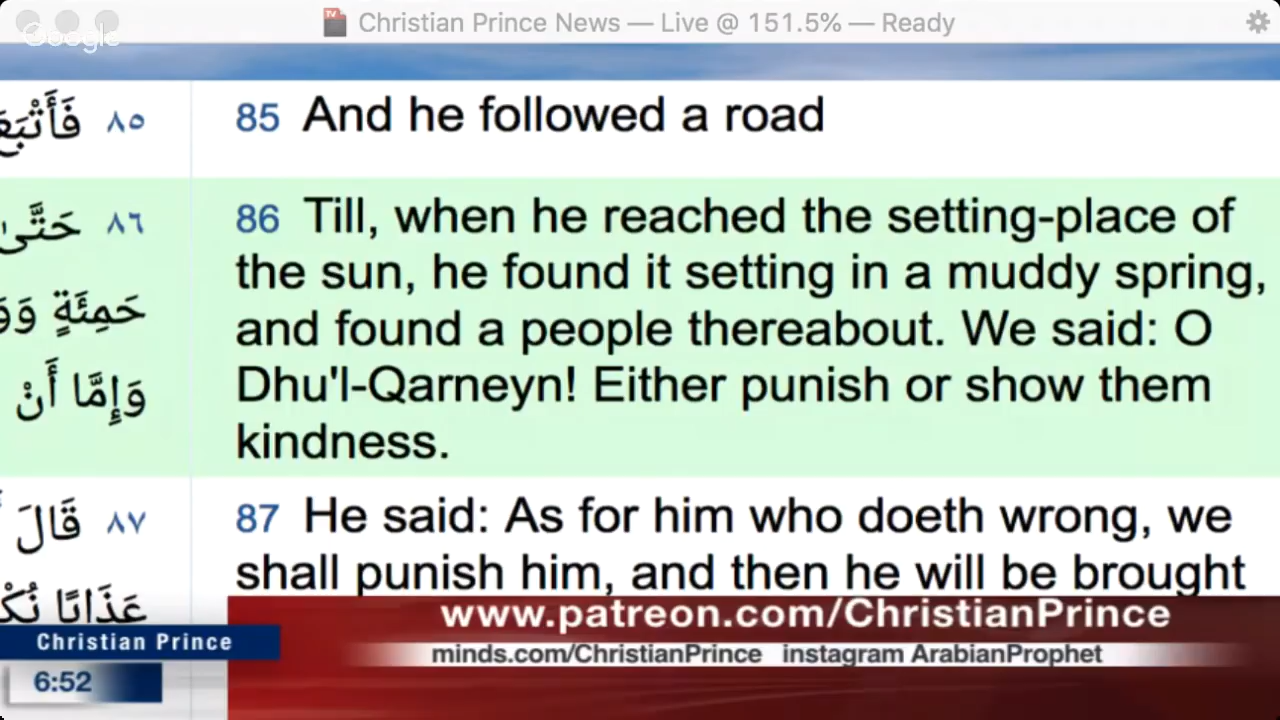 Google
Christian Prince News — Live @ 151.5% — Ready
٨٥
85 And he followed a road
حَتَّىٰ ٨٦
86 Till, when he reached the setting-place of
the sun, he found it setting in a muddy spring,
حَمِئَةٍ
and found a people thereabout. We said: O
وَإِمَّا أَنْ
Dhu'l-Qarneyn! Either punish or show them
kindness.
قَالَ ٨٧
87 He said: As for him who doeth wrong, we
shall punish him, and then he will be brought
عَذَابًا
www.patreon.com/ChristianPrince
Christian Prince
minds.com/ChristianPrince instagram ArabianProphet
6:52